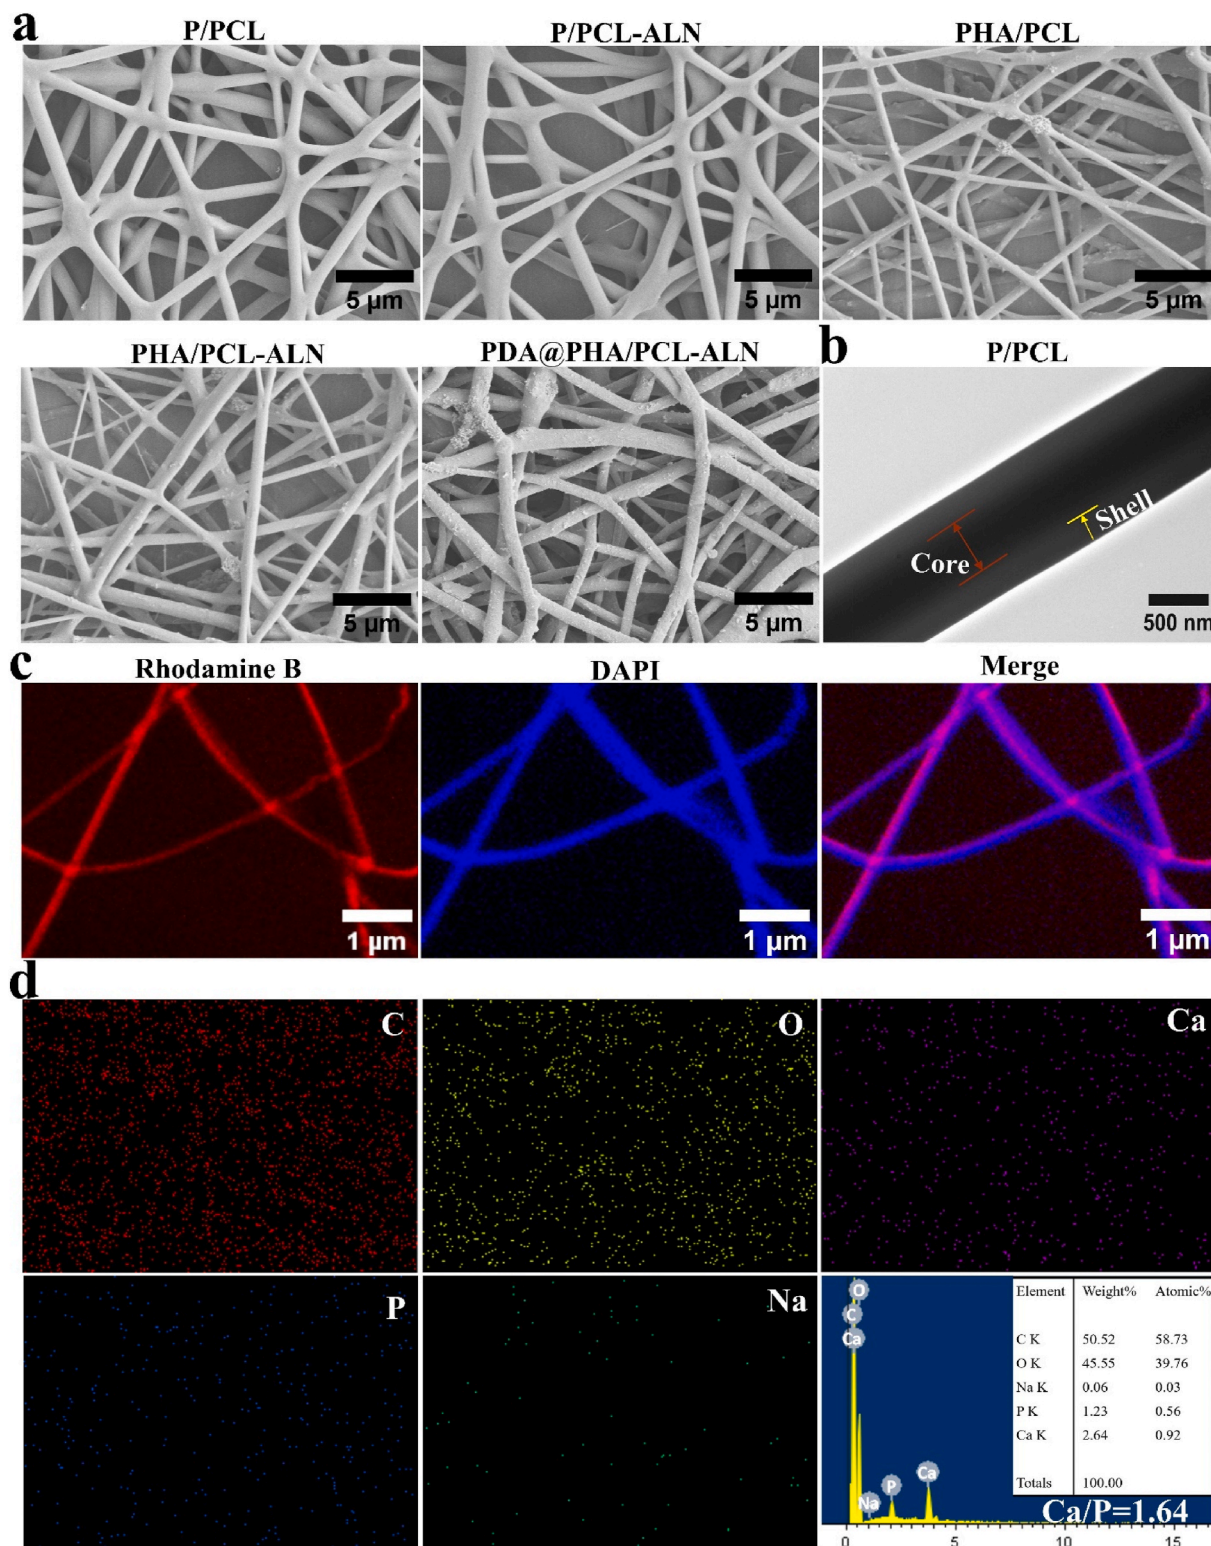 a
P/PCL
P/PCL-ALN
PHA/PCL
5 µm
5 µm
5 µm
PHA/PCL-ALN
PDA@PHA/PCL-ALN
b
P/PCL
5 µm
5 µm
Core
Shell
500 nm
c
Rhodamine B
DAPI
Merge
1 µm
1 µm
1 µm
d
C
O
Ca
P
Na
O
C
Ca
Na
P
Ca
Element Weight% Atomic%
C K 50.52 58.73
O K 45.55 39.76
Na K 0.06 0.03
P K 1.23 0.56
Ca K 2.64 0.92
Totals 100.00
Ca/P=1.64
0 5 10 15